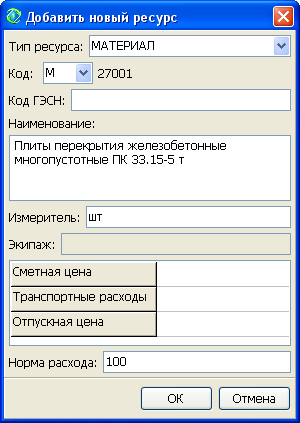 Добавить новый ресурс
Тип ресурса: МАТЕРИАЛ
Код: М 27001
Код ГЭСН:
Наименование:
Плиты перекрытия железобетонные
многопустотные ПК 33.15-5 т
Измеритель: шт
Экипаж:
Сметная цена
Транспортные расходы
Отпускная цена
Норма расхода: 100
ОК Отмена